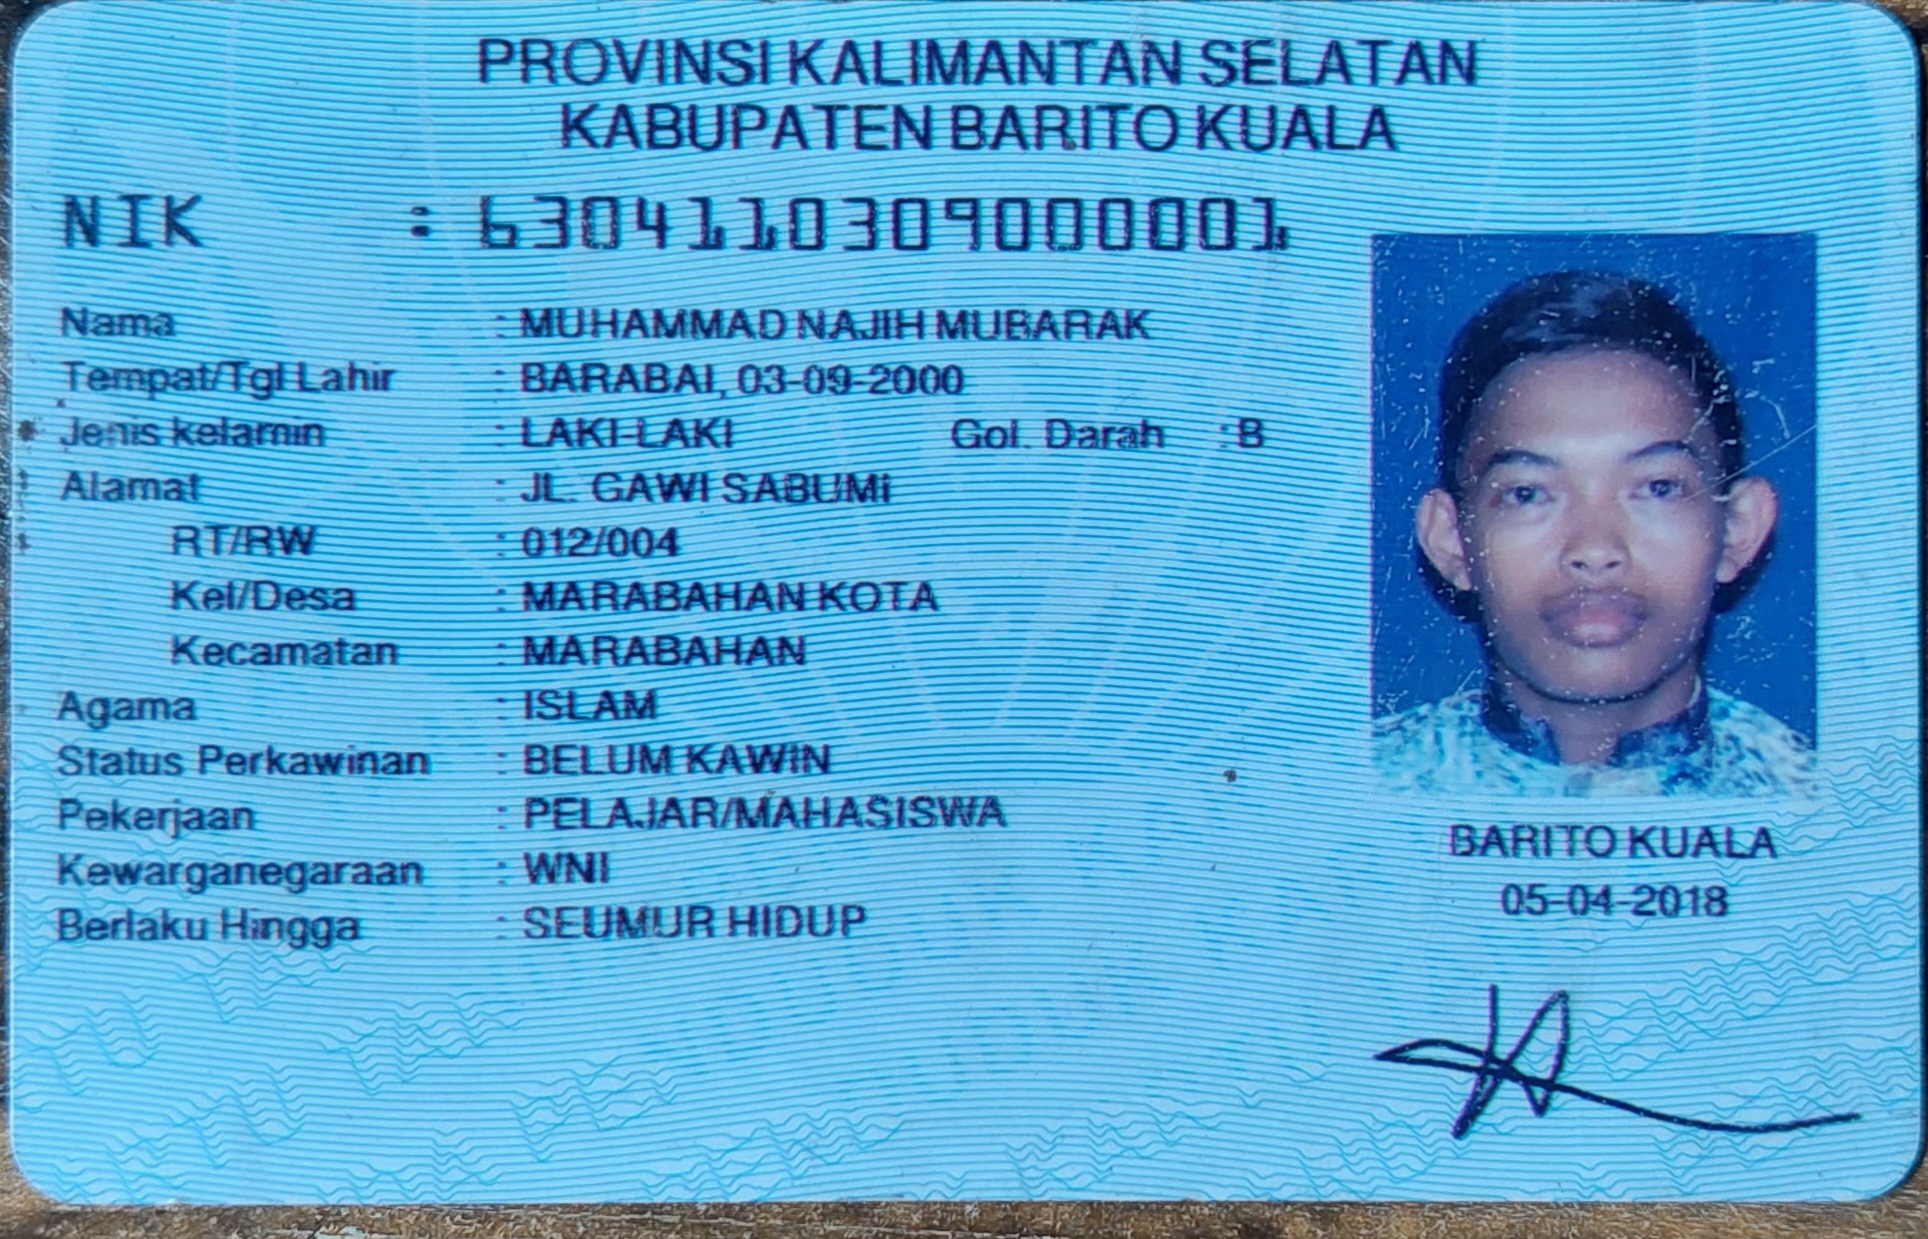 PROVINSI KALIMANTAN SELATAN
KABUPATEN BARITO KUALA
NIK : 6304110309000001
Nama : MUHAMMAD NAJIH MUBARAK
Tempat/Tgl Lahir : BARABAI, 03-09-2000
Jenis kelamin : LAKI-LAKI Gol. Darah : B
Alamat : JL. GAWI SABUMI
RT/RW : 012/004
Kel/Desa : MARABAHAN KOTA
Kecamatan : MARABAHAN
Agama : ISLAM
Status Perkawinan : BELUM KAWIN
Pekerjaan : PELAJAR/MAHASISWA
Kewarganegaraan : WNI
Berlaku Hingga : SEUMUR HIDUP
BARITO KUALA
05-04-2018